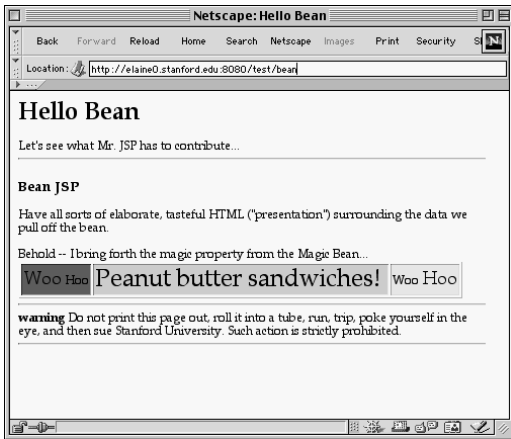 Netscape: Hello Bean
Back Forward Reload Home Search Netscape Images Print Security
Location: http://elaine0.stanford.edu:8080/test/bean
Hello Bean
Let's see what Mr. JSP has to contribute...
Bean JSP
Have all sorts of elaborate, tasteful HTML ("presentation") surrounding the data we
pull off the bean.
Behold -- I bring forth the magic property from the Magic Bean...
Woo Hoo Peanut butter sandwiches! Woo Hoo
warning Do not print this page out, roll it into a tube, run, trip, poke yourself in the
eye, and then sue Stanford University. Such action is strictly prohibited.